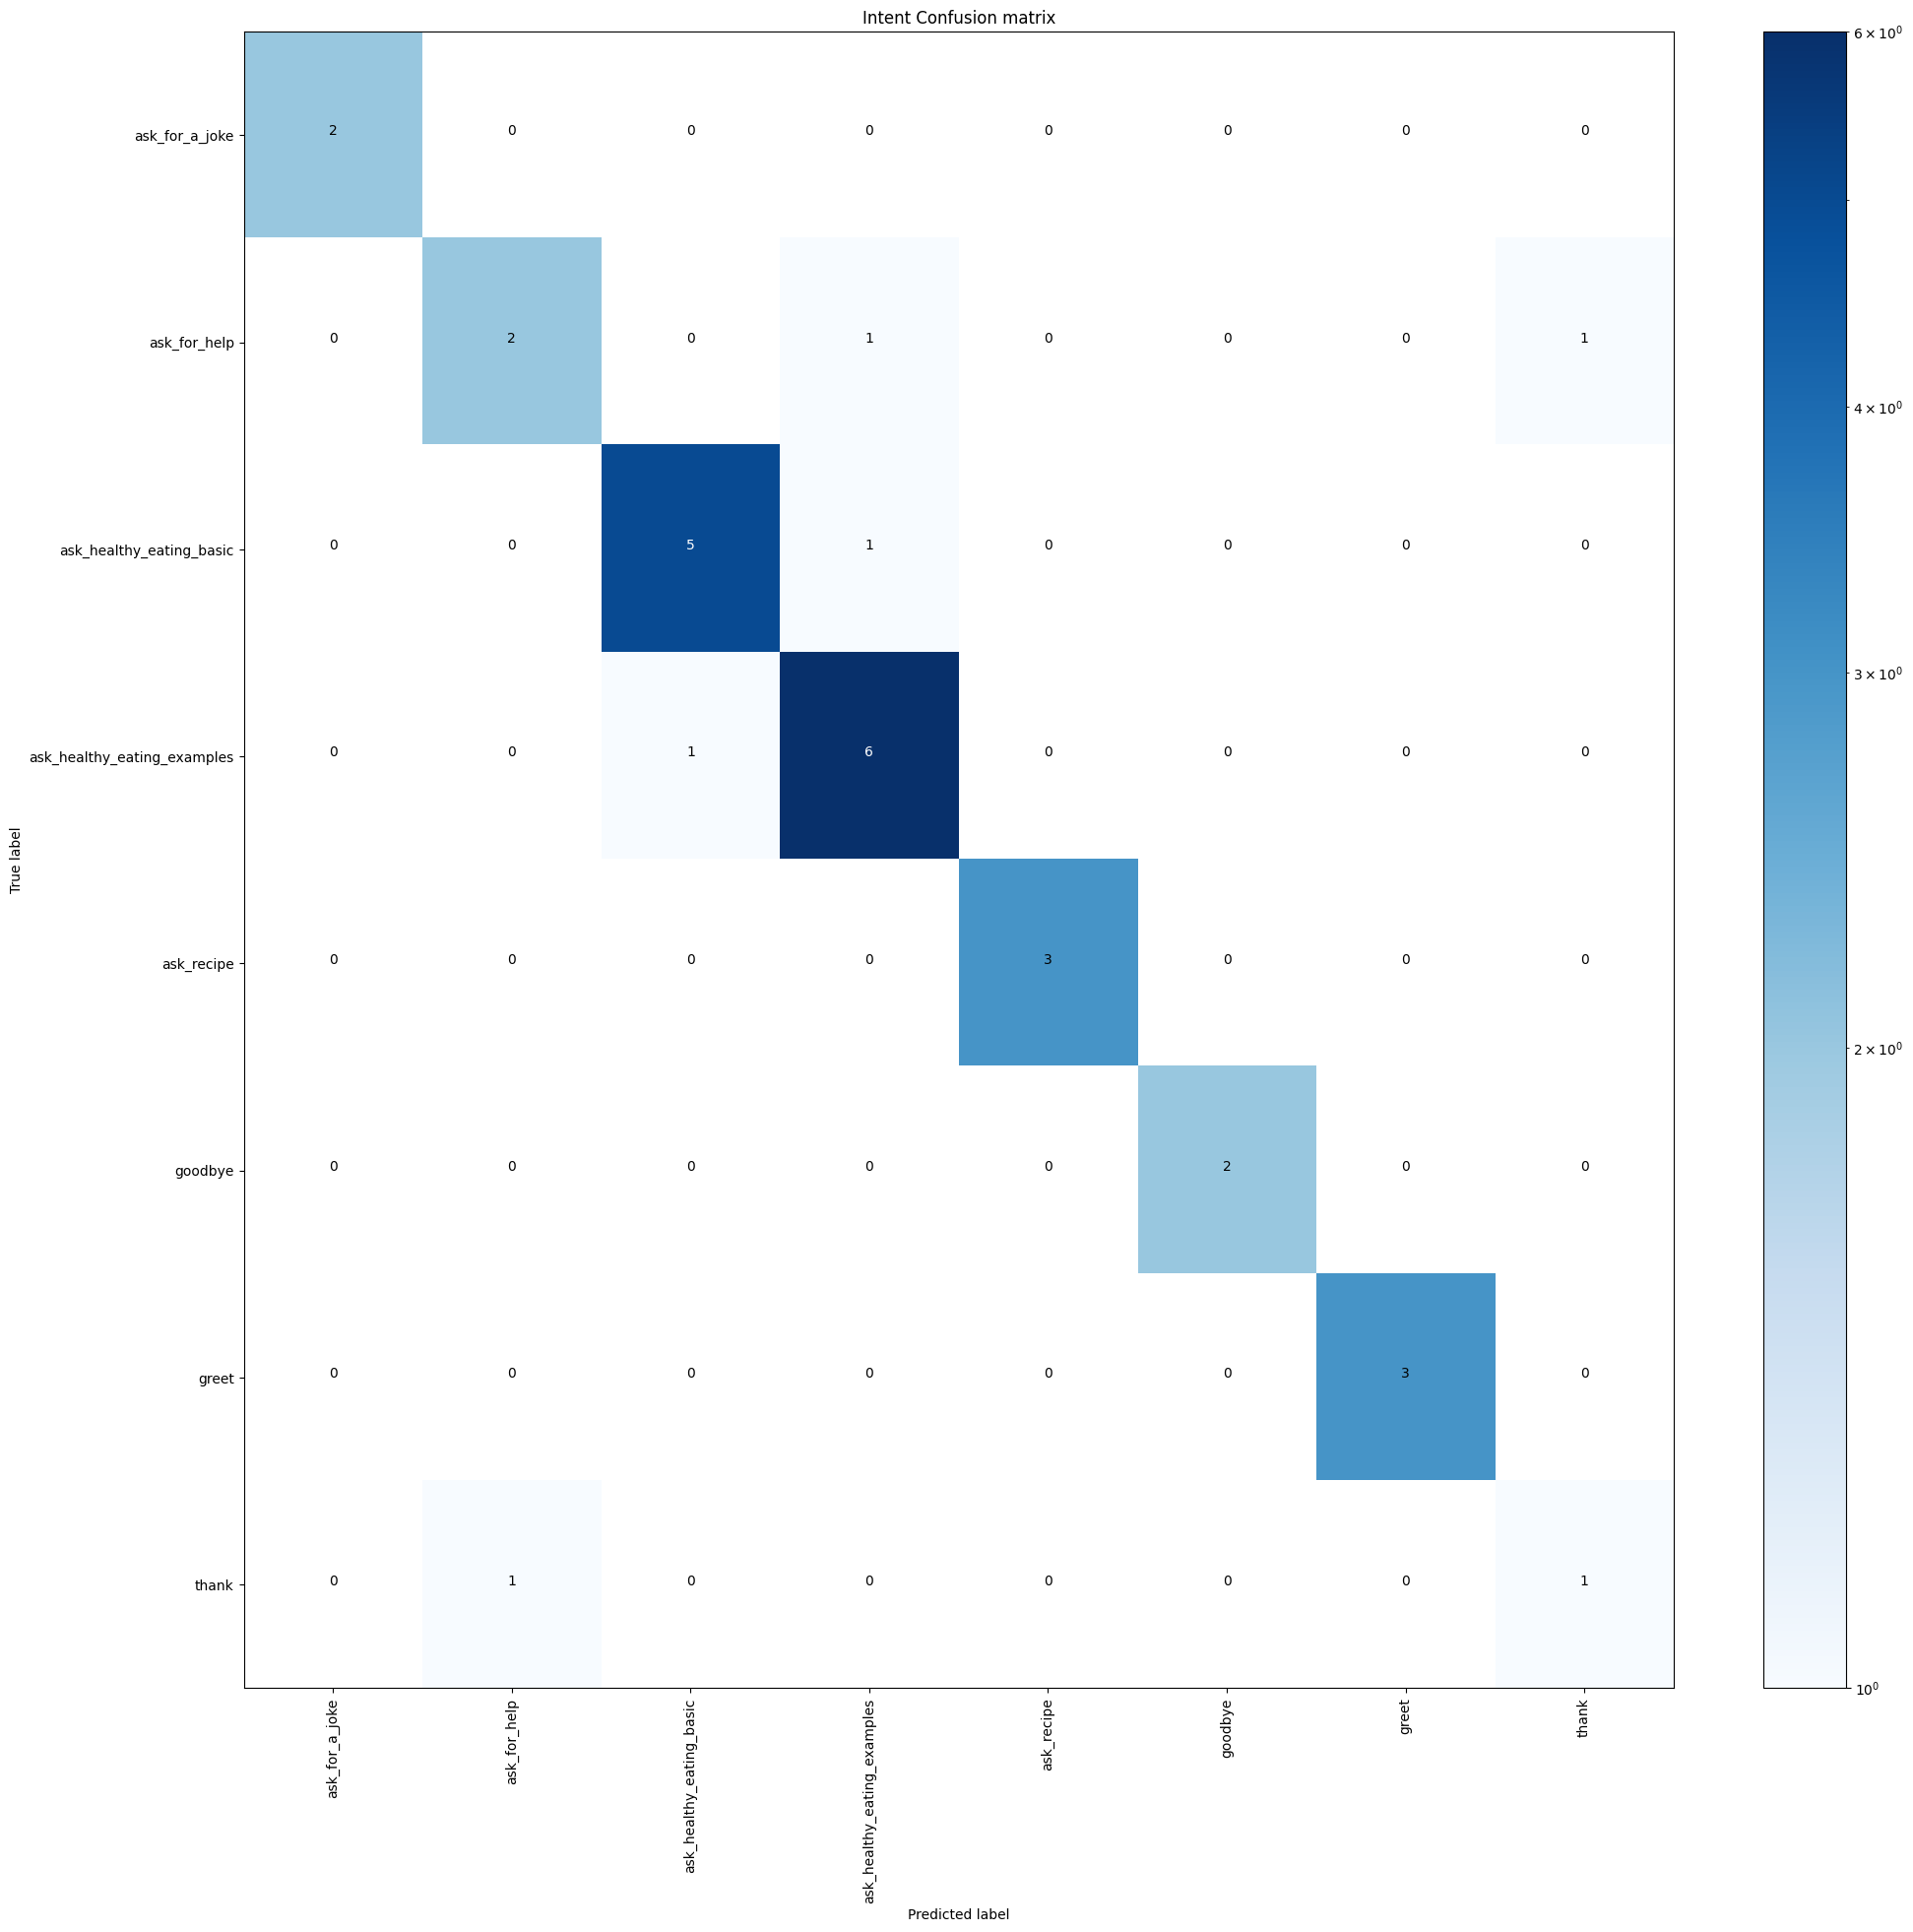 Intent Confusion matrix
ask_for_a_joke 2 0 0 0 0 0 0 0
ask_for_help 0 2 0 1 0 0 0 1
ask_healthy_eating_basic 0 0 5 1 0 0 0 0
ask_healthy_eating_examples 0 0 1 6 0 0 0 0
ask_recipe 0 0 0 0 3 0 0 0
goodbye 0 0 0 0 0 2 0 0
greet 0 0 0 0 0 0 3 0
thank 0 1 0 0 0 0 0 1
True label
ask_for_a_joke
ask_for_help
ask_healthy_eating_basic
ask_healthy_eating_examples
ask_recipe
goodbye
greet
thank
Predicted label
6 × 10⁰
4 × 10⁰
3 × 10⁰
2 × 10⁰
10⁰